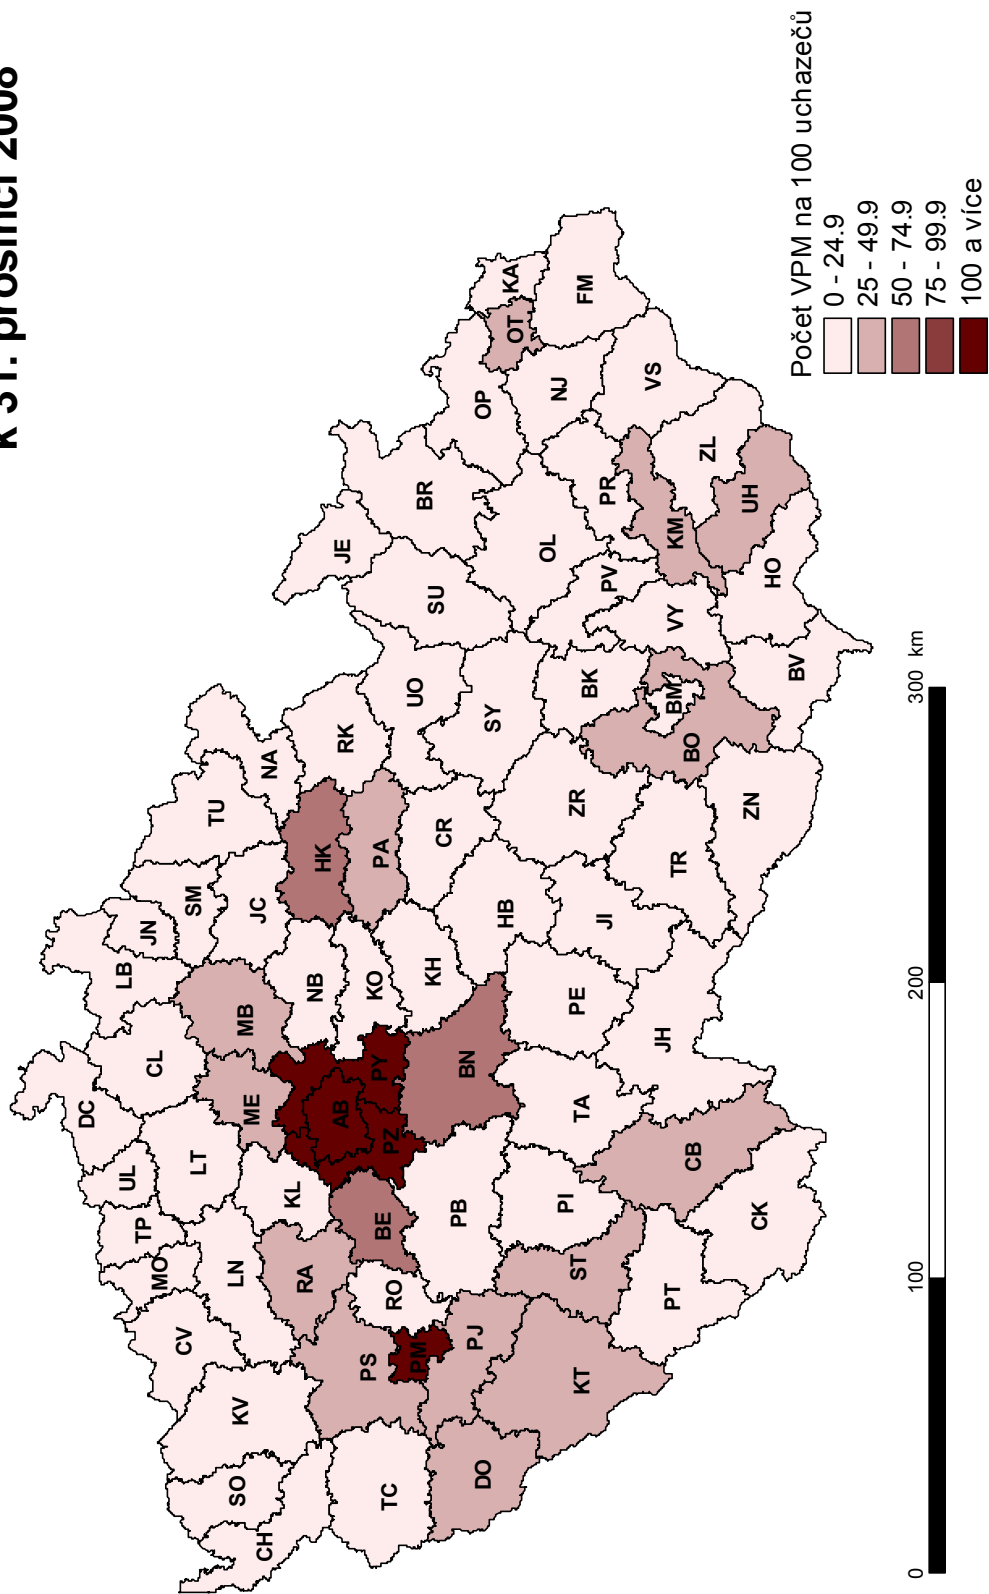 k 31. prosinci 2008
DC
LB
JN
SM
TU
NA
UL
CL
TP
LT
MO
ME
MB
JC
HK
RK
JE
CV
LN
KL
AB
PY
PZ
NB
KO
PA
UO
SU
BR
KV
RA
BE
KH
CR
SY
OP
OT
KA
SO
CH
PS
RO
PM
PJ
PB
BN
HB
OL
NJ
FM
TC
DO
KT
ST
PI
TA
PE
JI
ZR
BK
PV
PR
VS
BM
BO
VY
KM
ZL
PT
CB
JH
TR
ZN
BV
HO
UH
CK
Počet VPM na 100 uchazečů
0 - 24.9
25 - 49.9
50 - 74.9
75 - 99.9
100 a více
0 100 200 300 km